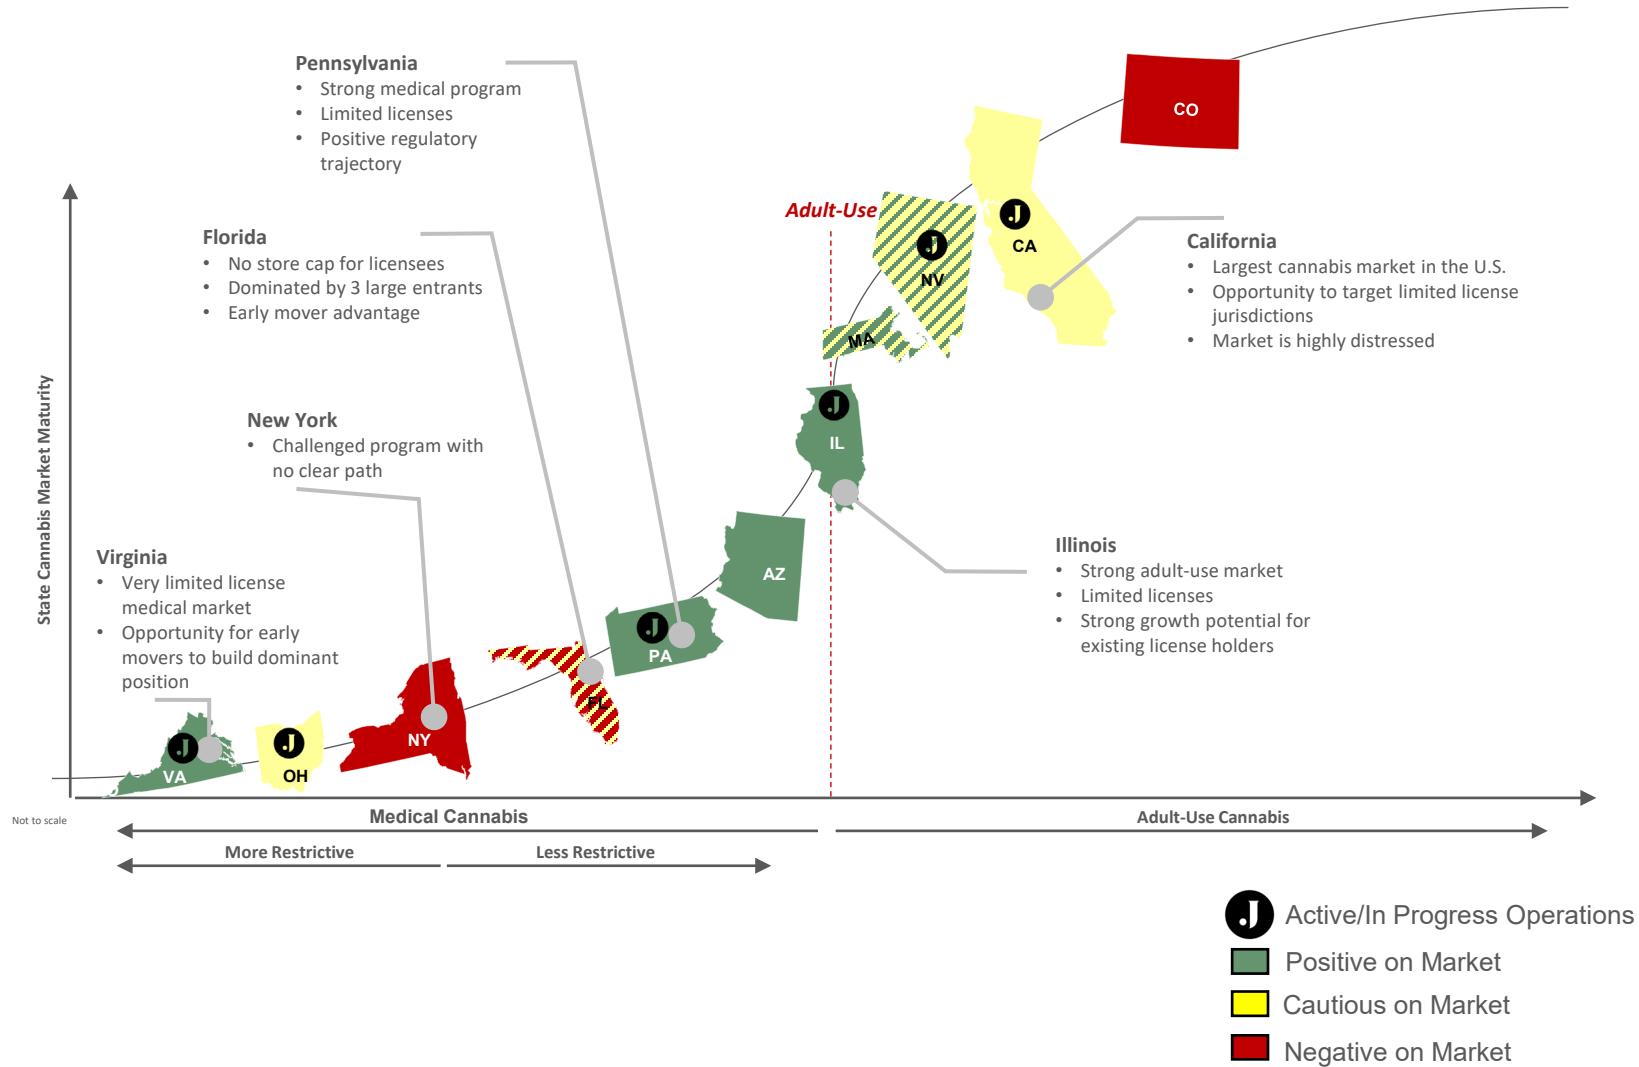 Pennsylvania
• Strong medical program
• Limited licenses
• Positive regulatory
trajectory
CO
Adult-Use
J
NV
J
CA
California
• Largest cannabis market in the U.S.
• Opportunity to target limited license
jurisdictions
• Market is highly distressed
Florida
• No store cap for licensees
• Dominated by 3 large entrants
• Early mover advantage
MA
State Cannabis Market Maturity
New York
• Challenged program with
no clear path
J
IL
Illinois
• Strong adult-use market
• Limited licenses
• Strong growth potential for
existing license holders
Virginia
• Very limited license
medical market
• Opportunity for early
movers to build dominant
position
AZ
J
PA
FL
NY
J
VA
J
OH
Not to scale
Medical Cannabis
Adult-Use Cannabis
More Restrictive
Less Restrictive
.J Active/In Progress Operations
Positive on Market
Cautious on Market
Negative on Market